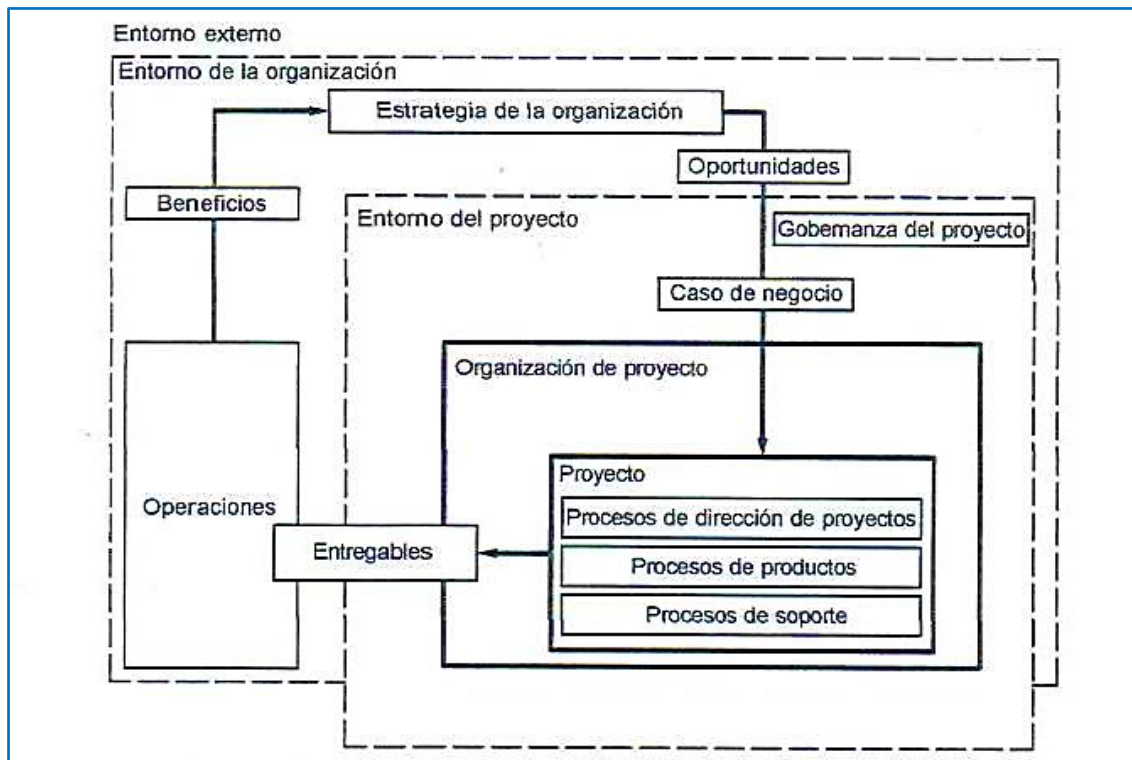 Entorno externo
Entorno de la organización
Estrategia de la organización
Oportunidades
Beneficios
Entorno del proyecto
Gobernanza del proyecto
Caso de negocio
Organización de proyecto
Proyecto
Operaciones
Procesos de dirección de proyectos
Entregables
Procesos de productos
Procesos de soporte